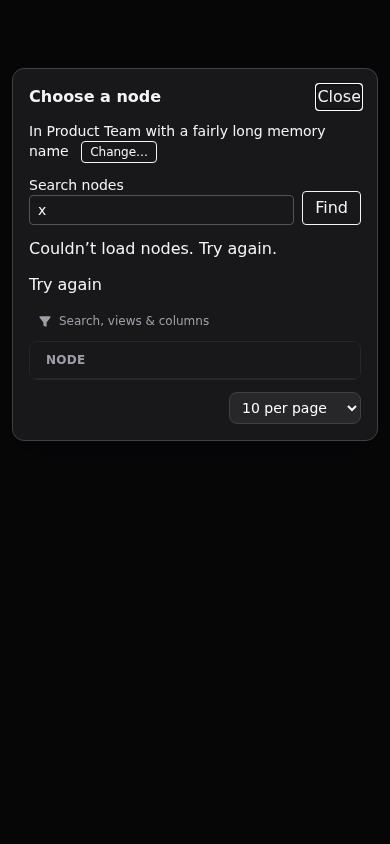 Choose a node
Close
In Product Team with a fairly long memory
name Change…
Search nodes
x
Find
Couldn’t load nodes. Try again.
Try again
Search, views & columns
NODE
10 per page